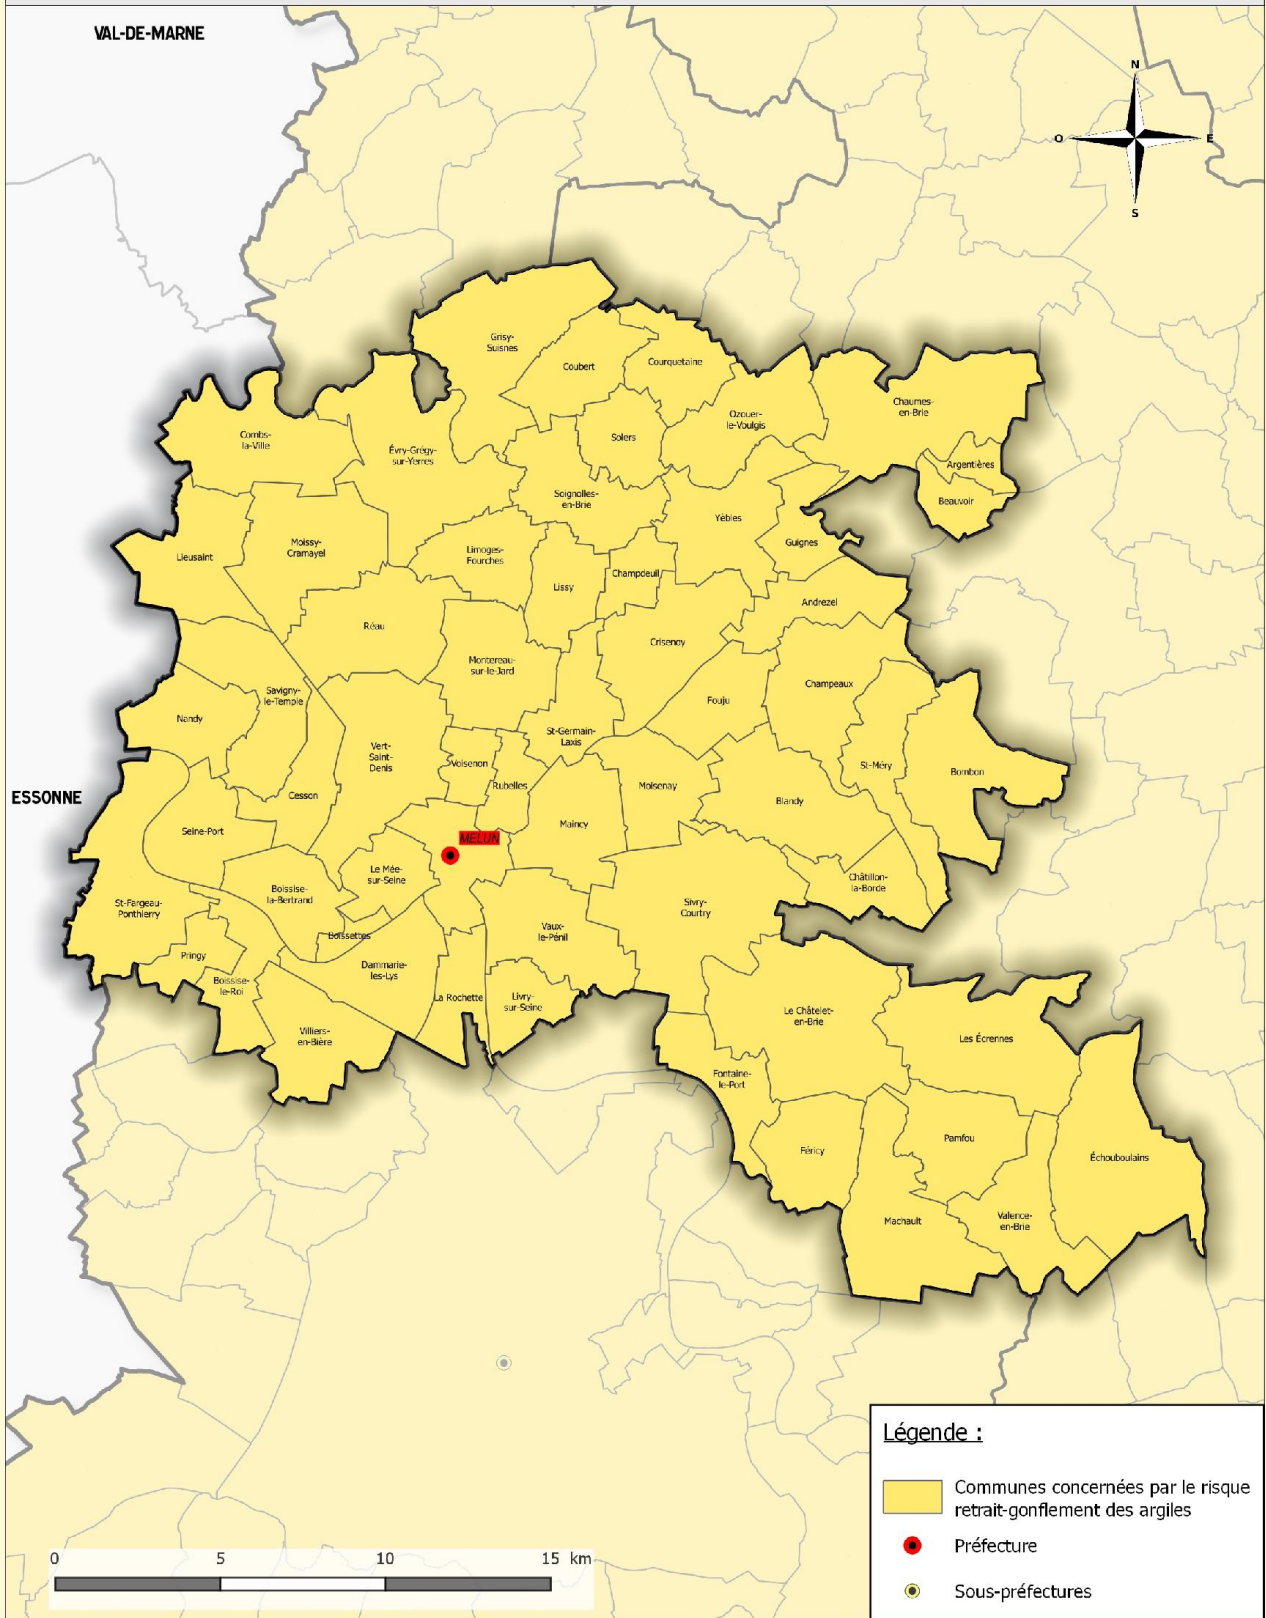 VAL-DE-MARNE
N
O
E
S
Grisy-
Suisnes
Coubert
Courquetaine
Chaumes-
en-Brie
Ozouer-
le-Voulgis
Combs-
la-Ville
Évry-Grégy-
sur-Yerres
Solers
Argentières
Beauvoir
Soignolles-
en-Brie
Yèbles
Guignes
Lieusaint
Moissy-
Cramayel
Limoges-
Fourches
Lissy
Champdeuil
Andrezel
Réau
Crisenoy
Montereau-
sur-le-Jard
Champeaux
Savigny-
le-Temple
Fouju
Nandy
St-Germain-
Laxis
Vert-
Saint-
Denis
Voisenon
St-Méry
Bombon
Rubelles
Moisenay
ESSONNE
Cesson
Blandy
Seine-Port
Maincy
MELUN
Le Mée-
sur-Seine
Châtillon-
la-Borde
Boissise-
la-Bertrand
St-Fargeau-
Ponthierry
Sivry-
Courtry
Vaux-
le-Pénil
Boissettes
Pringy
Dammarie-
les-Lys
Boissise-
le-Roi
La Rochette
Livry-
sur-Seine
Le Châtelet-
en-Brie
Villiers-
en-Bière
Les Écrennes
Fontaine-
le-Port
Pamfou
Féricy
Échouboulains
Machault
Valence-
en-Brie
Légende :
Communes concernées par le risque
retrait-gonflement des argiles
Préfecture
Sous-préfectures
0 5 10 15 km